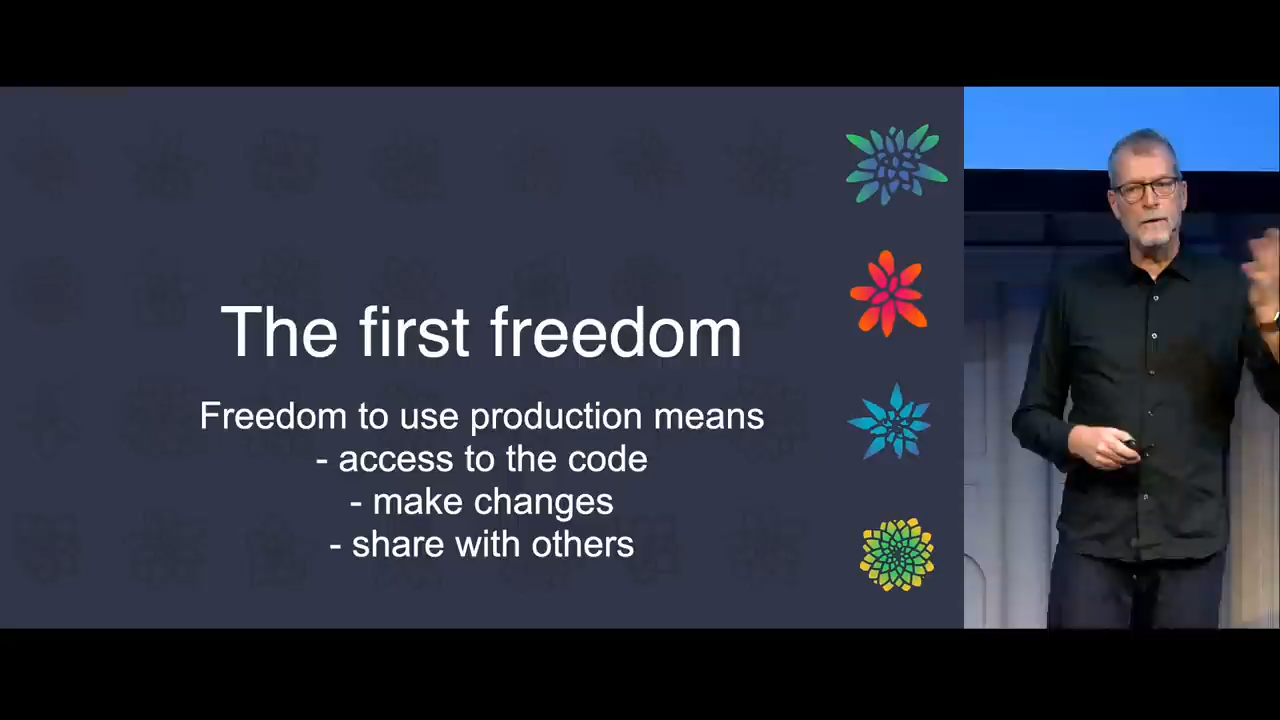 The first freedom
Freedom to use production means
- access to the code
- make changes
- share with others